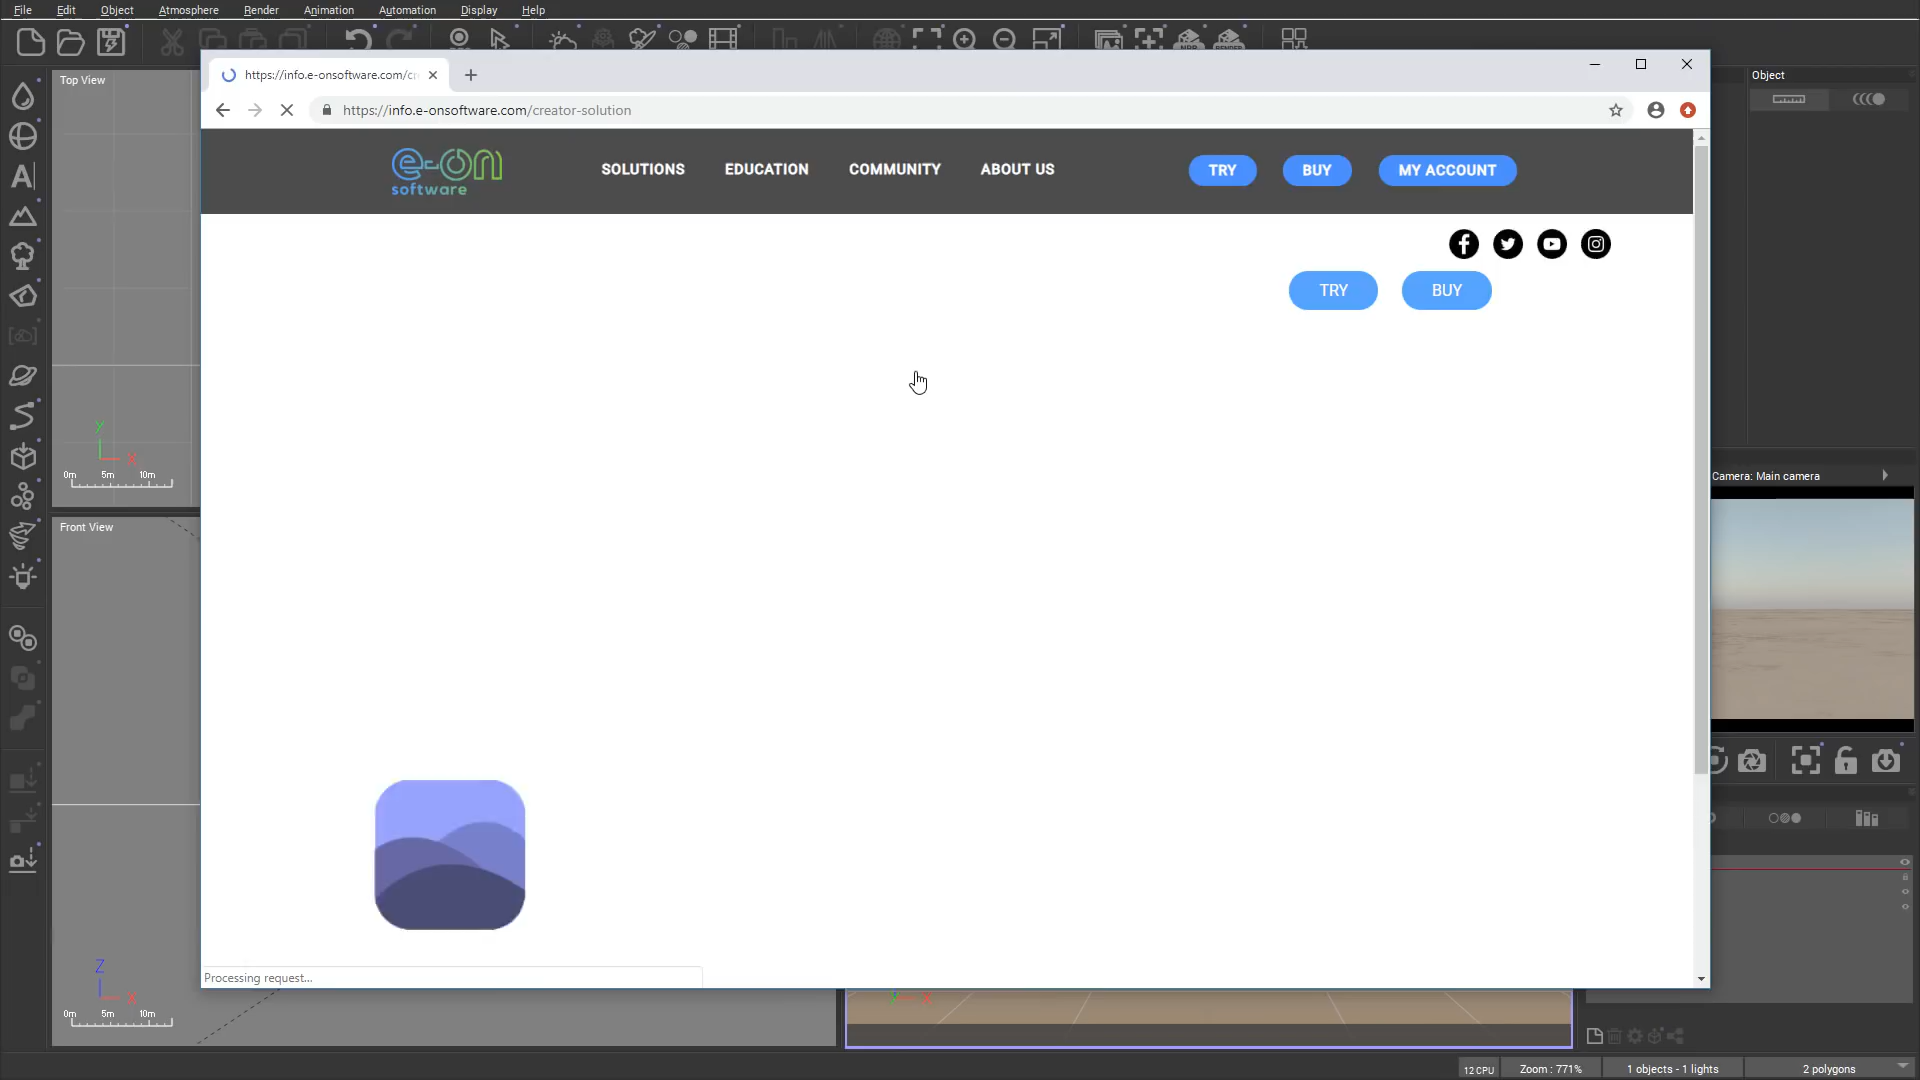 File Edit Object Atmosphere Render Animation Automation Display Help
https://info.e-onsoftware.com/cr
https://info.e-onsoftware.com/creator-solution
e-on software
SOLUTIONS EDUCATION COMMUNITY ABOUT US TRY BUY MY ACCOUNT
TRY BUY
Processing request...
Top View
Y
X
0m 5m 10m
Front View
Z
X
0m 5m 10m
Object
Camera: Main camera
Y X
12 CPU Zoom : 771% 1 objects - 1 lights 2 polygons